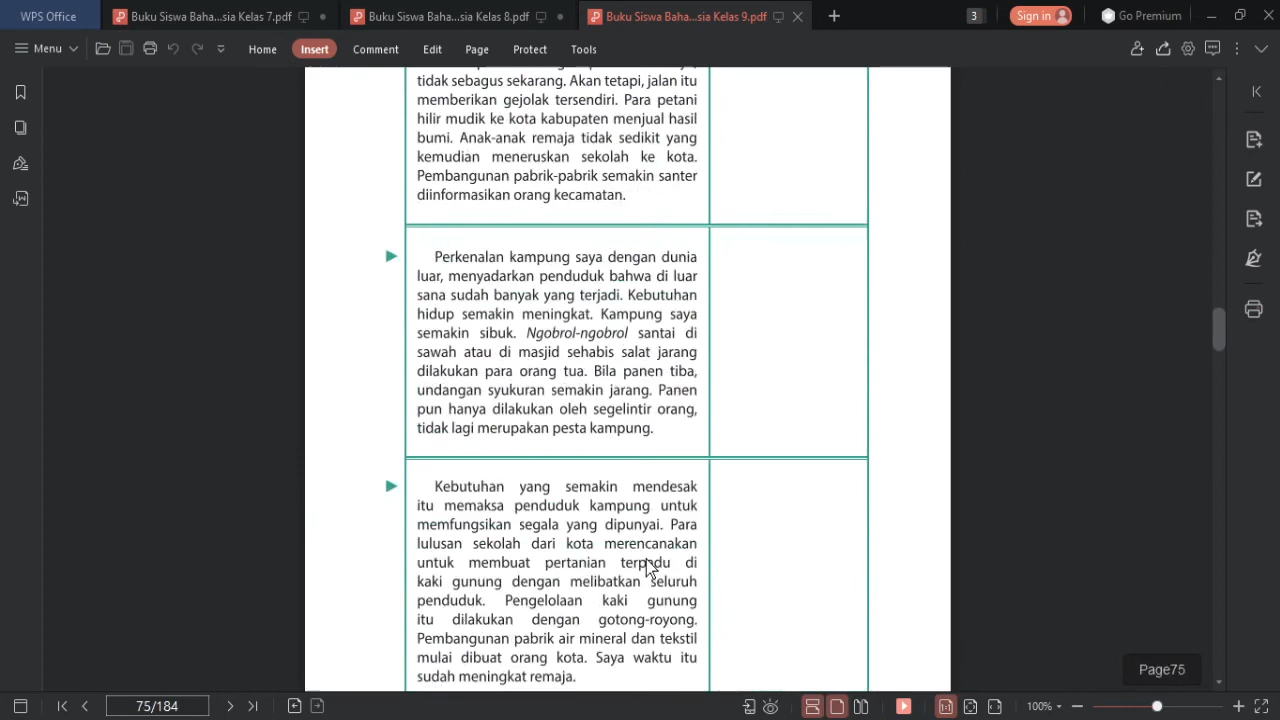 WPS Office
Buku Siswa Baha...sia Kelas 7.pdf
Buku Siswa Baha...sia Kelas 8.pdf
Buku Siswa Baha...sia Kelas 9.pdf
3
Sign in
Go Premium
Menu
Home
Insert
Comment
Edit
Page
Protect
Tools
tidak sebagus sekarang. Akan tetapi, jalan itu
memberikan gejolak tersendiri. Para petani
hilir mudik ke kota kabupaten menjual hasil
bumi. Anak-anak remaja tidak sedikit yang
kemudian meneruskan sekolah ke kota.
Pembangunan pabrik-pabrik semakin santer
diinformasikan orang kecamatan.
Perkenalan kampung saya dengan dunia
luar, menyadarkan penduduk bahwa di luar
sana sudah banyak yang terjadi. Kebutuhan
hidup semakin meningkat. Kampung saya
semakin sibuk. Ngobrol-ngobrol santai di
sawah atau di masjid sehabis salat jarang
dilakukan para orang tua. Bila panen tiba,
undangan syukuran semakin jarang. Panen
pun hanya dilakukan oleh segelintir orang,
tidak lagi merupakan pesta kampung.
Kebutuhan yang semakin mendesak
itu memaksa penduduk kampung untuk
memfungsikan segala yang dipunyai. Para
lulusan sekolah dari kota merencanakan
untuk membuat pertanian terpadu di
kaki gunung dengan melibatkan seluruh
penduduk. Pengelolaan kaki gunung
itu dilakukan dengan gotong-royong.
Pembangunan pabrik air mineral dan tekstil
mulai dibuat orang kota. Saya waktu itu
sudah meningkat remaja.
Page75
75/184
100%